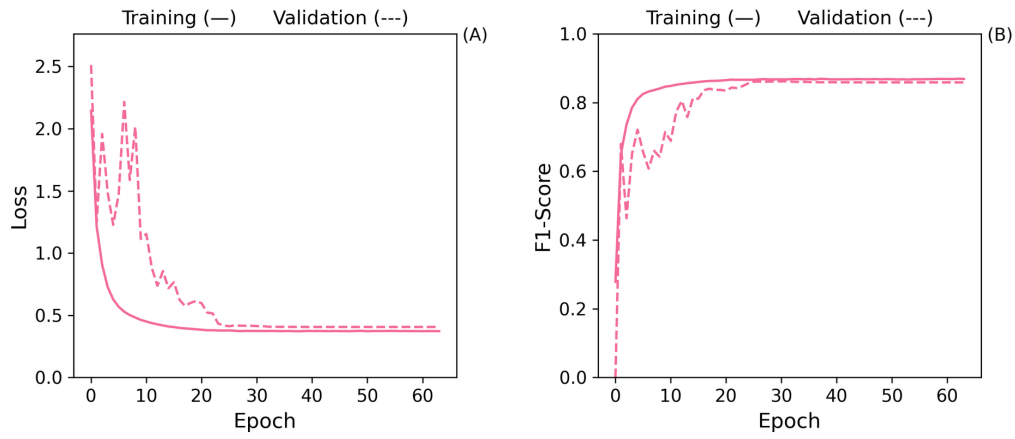 Training (—) Validation (---)
(A)
2.5
2.0
1.5
1.0
0.5
0.0
Loss
0 10 20 30 40 50 60
Epoch
Training (—) Validation (---)
(B)
1.0
0.8
0.6
0.4
0.2
0.0
F1-Score
0 10 20 30 40 50 60
Epoch